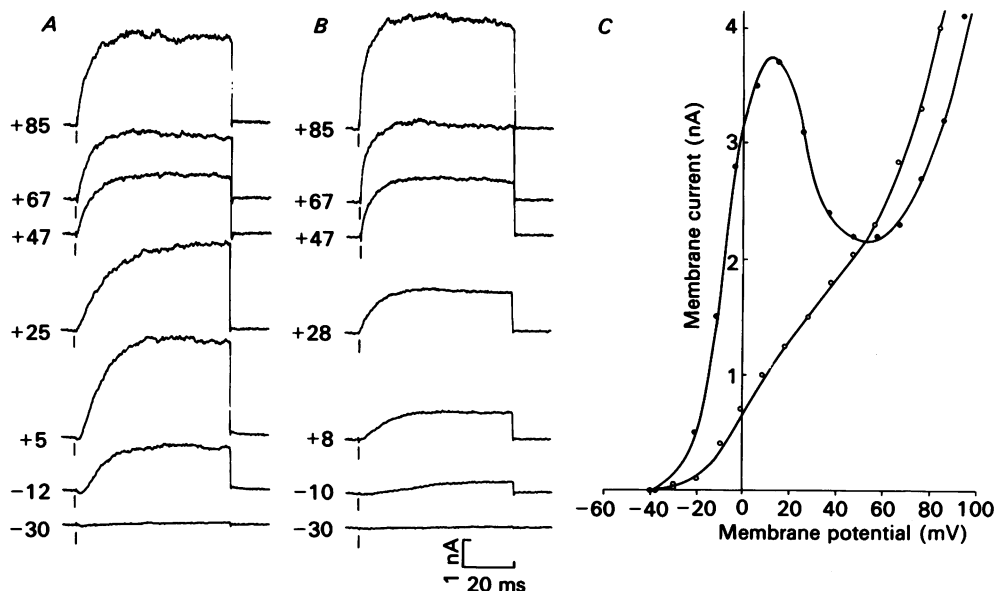 A
+85
+67
+47
+25
+5
−12
−30
B
+85
+67
+47
+28
+8
−10
−30
1 nA
20 ms
C
Membrane current (nA)
4
3
2
1
−60 −40 −20 0 20 40 60 80 100
Membrane potential (mV)